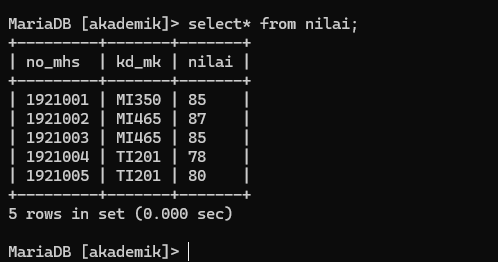 MariaDB [akademik]> select* from nilai;
+---------+-------+-------+
| no_mhs  | kd_mk | nilai |
+---------+-------+-------+
| 1921001 | MI350 | 85    |
| 1921002 | MI465 | 87    |
| 1921003 | MI465 | 85    |
| 1921004 | TI201 | 78    |
| 1921005 | TI201 | 80    |
+---------+-------+-------+
5 rows in set (0.000 sec)
MariaDB [akademik]>